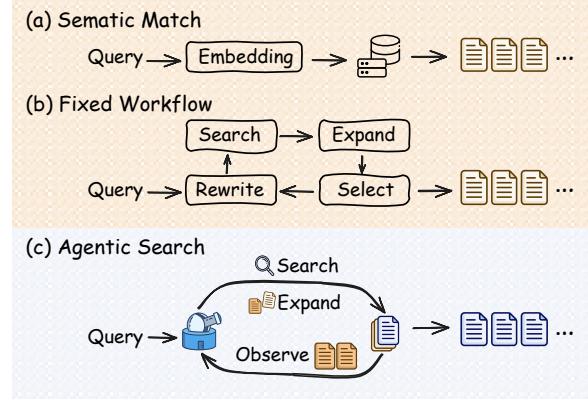 (a) Sematic Match
Query
Embedding
...
(b) Fixed Workflow
Search
Expand
Query
Rewrite
Select
...
(c) Agentic Search
Search
Expand
Query
...
Observe